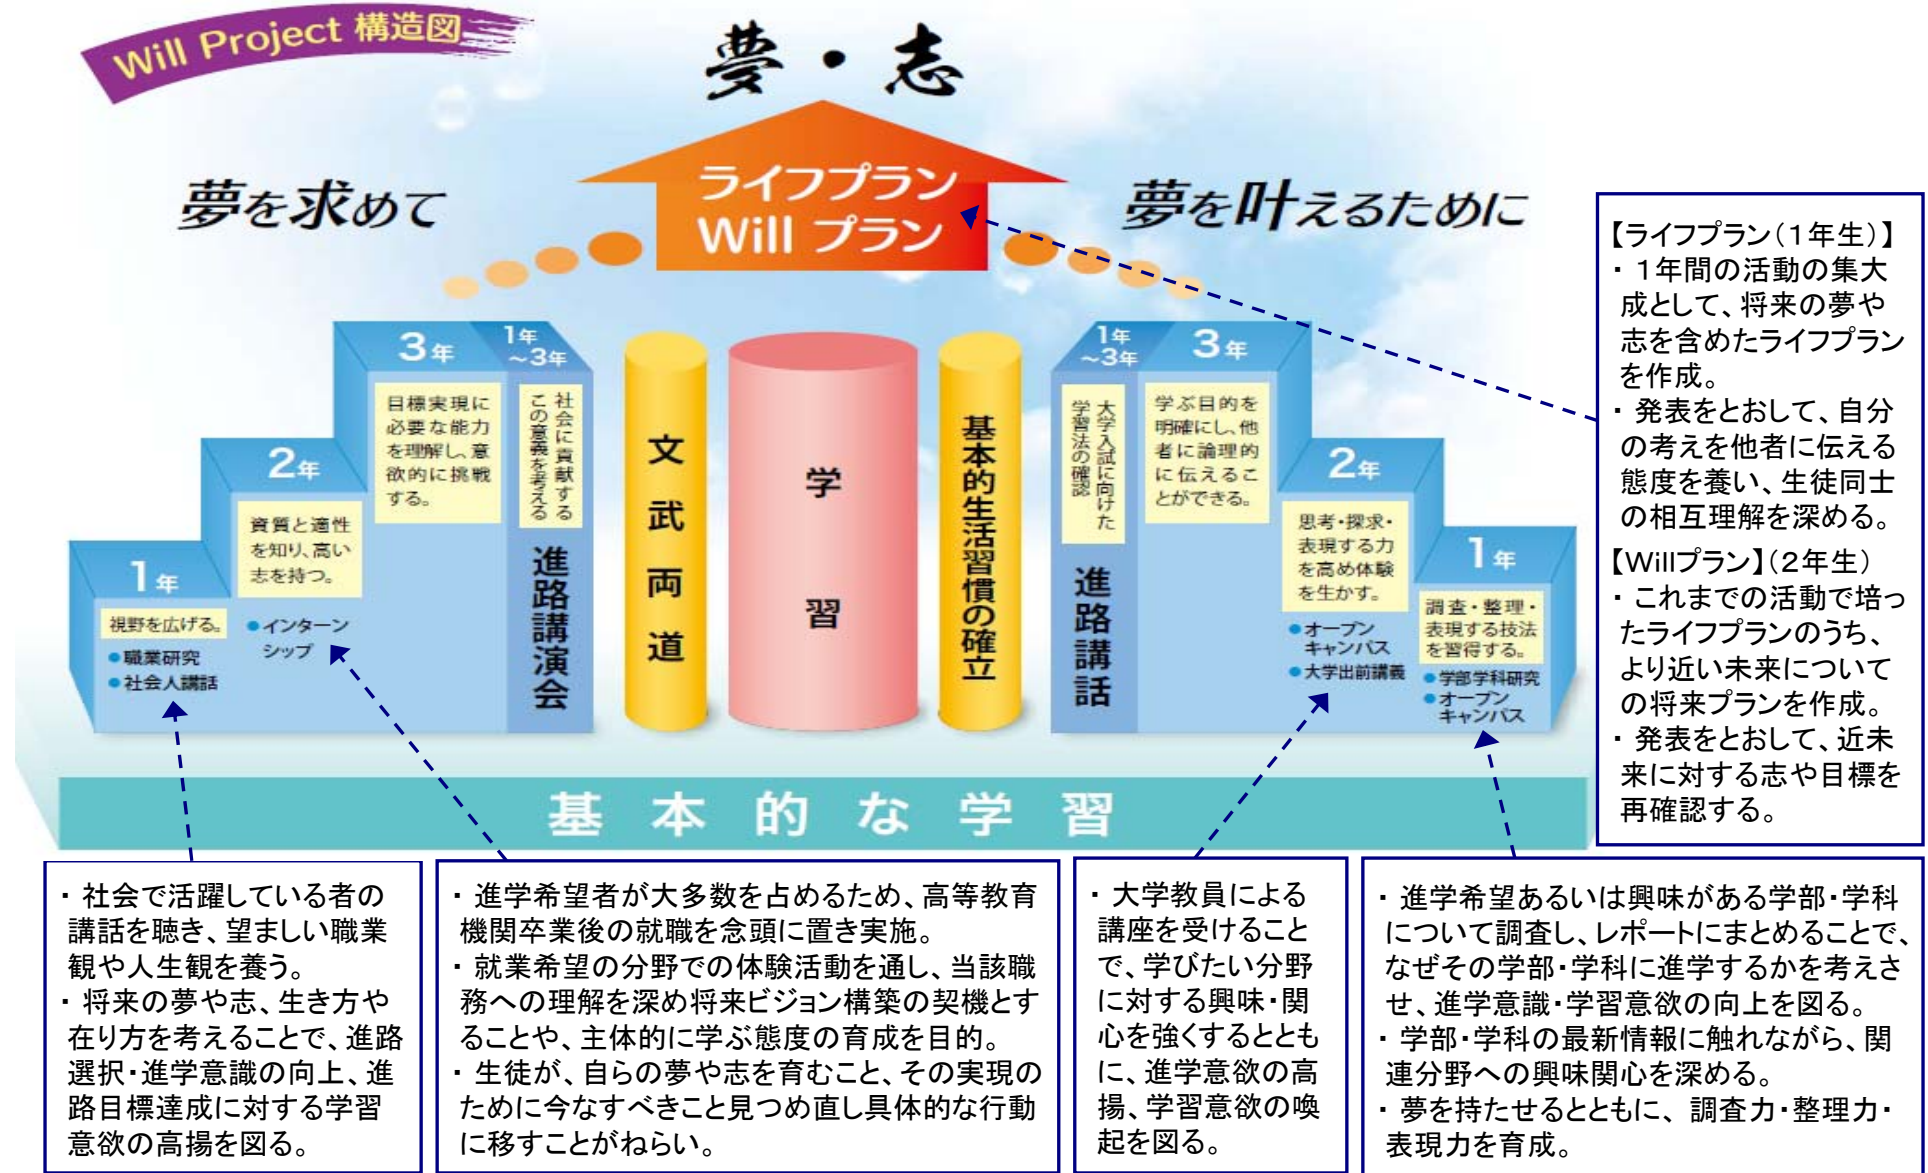 Will Project 構造図
夢・志
夢を求めて
ライフプラン
Will プラン
夢を叶えるために
1年
視野を広げる。
●職業研究
●社会人講話
2年
資質と適性
を知り、高い
志を持つ。
●インターン
シップ
3年
目標実現に
必要な能力
を理解し、意
欲的に挑戦
する。
1年
～3年
社会に貢献する
この意義を考える
進路講演会
文武両道
学習
基本的生活習慣の確立
1年
～3年
大学入試に向けた
学習法の確認
進路講話
3年
学ぶ目的を
明確にし、他
者に論理的
に伝えるこ
とができる。
2年
思考・探求・
表現する力
を高め体験
を生かす。
●オープン
キャンパス
●大学出前講義
1年
調査・整理・
表現する技法
を習得する。
●学部学科研究
●オープン
キャンパス
基本的な学習
【ライフプラン（１年生）】
・１年間の活動の集大
成として、将来の夢や
志を含めたライフプラン
を作成。
・発表をとおして、自分
の考えを他者に伝える
態度を養い、生徒同士
の相互理解を深める。
【Willプラン】（２年生）
・これまでの活動で培っ
たライフプランのうち、
より近い未来について
の将来プランを作成。
・発表をとおして、近未
来に対する志や目標を
再確認する。
・社会で活躍している者の
講話を聴き、望ましい職業
観や人生観を養う。
・将来の夢や志、生き方や
在り方を考えることで、進路
選択・進学意識の向上、進
路目標達成に対する学習
意欲の高揚を図る。
・進学希望者が大多数を占めるため、高等教育
機関卒業後の就職を念頭に置き実施。
・就業希望の分野での体験活動を通し、当該職
務への理解を深め将来ビジョン構築の契機とす
ることや、主体的に学ぶ態度の育成を目的。
・生徒が、自らの夢や志を育むこと、その実現の
ために今なすべきこと見つめ直し具体的な行動
に移すことがねらい。
・大学教員による
講座を受けること
で、学びたい分野
に対する興味・関
心を強くするととも
に、進学意欲の高
揚、学習意欲の喚
起を図る。
・進学希望あるいは興味がある学部・学科
について調査し、レポートにまとめることで、
なぜその学部・学科に進学するかを考えさ
せ、進学意識・学習意欲の向上を図る。
・学部・学科の最新情報に触れながら、関
連分野への興味関心を深める。
・夢を持たせるとともに、調査力・整理力・
表現力を育成。